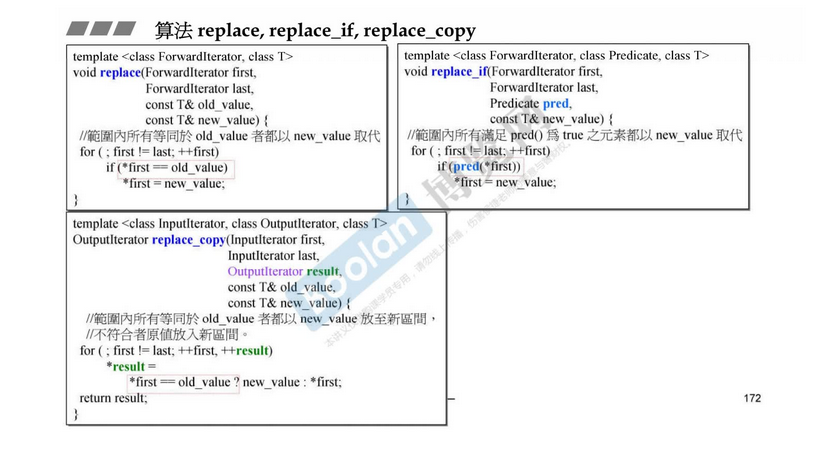 算法 replace, replace_if, replace_copy
template <class ForwardIterator, class T>
void replace(ForwardIterator first,
ForwardIterator last,
const T& old_value,
const T& new_value) {
//範圍內所有等同於 old_value 者都以 new_value 取代
for ( ; first != last; ++first)
if (*first == old_value)
*first = new_value;
}
template <class ForwardIterator, class Predicate, class T>
void replace_if(ForwardIterator first,
ForwardIterator last,
Predicate pred,
const T& new_value) {
//範圍內所有滿足 pred() 爲 true 之元素都以 new_value 取代
for ( ; first != last; ++first)
if (pred(*first))
*first = new_value;
}
template <class InputIterator, class OutputIterator, class T>
OutputIterator replace_copy(InputIterator first,
InputIterator last,
OutputIterator result,
const T& old_value,
const T& new_value) {
//範圍內所有等同於 old_value 者都以 new_value 放至新區間，
//不符合者原值放入新區間。
for ( ; first != last; ++first, ++result)
*result =
*first == old_value ? new_value : *first;
return result;
}
boolan
172